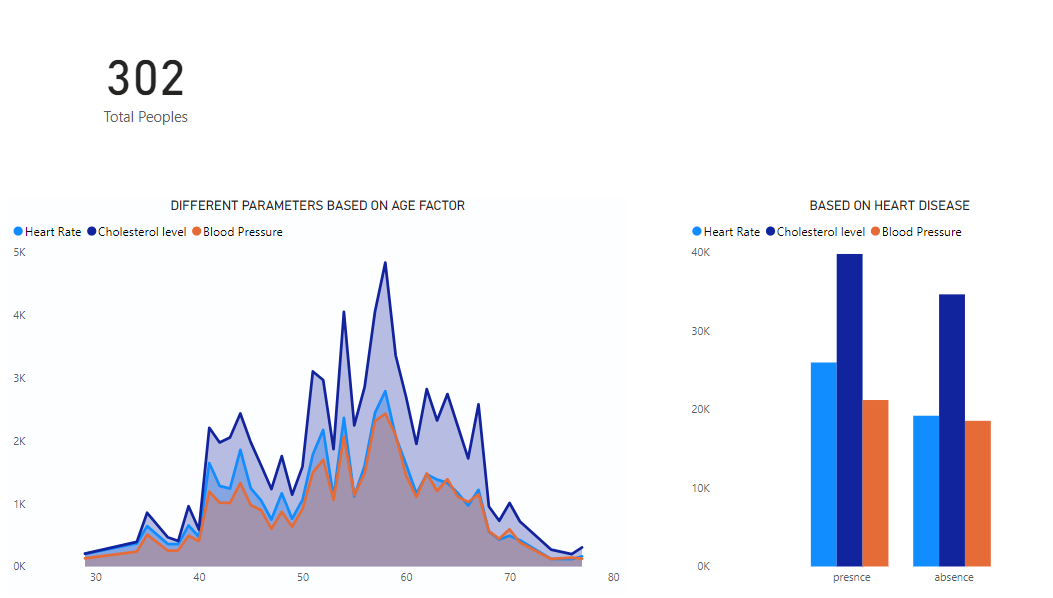 302
Total Peoples
DIFFERENT PARAMETERS BASED ON AGE FACTOR
Heart Rate Cholesterol level Blood Pressure
5K
4K
3K
2K
1K
0K
30 40 50 60 70 80
BASED ON HEART DISEASE
Heart Rate Cholesterol level Blood Pressure
40K
30K
20K
10K
0K
presnce absence